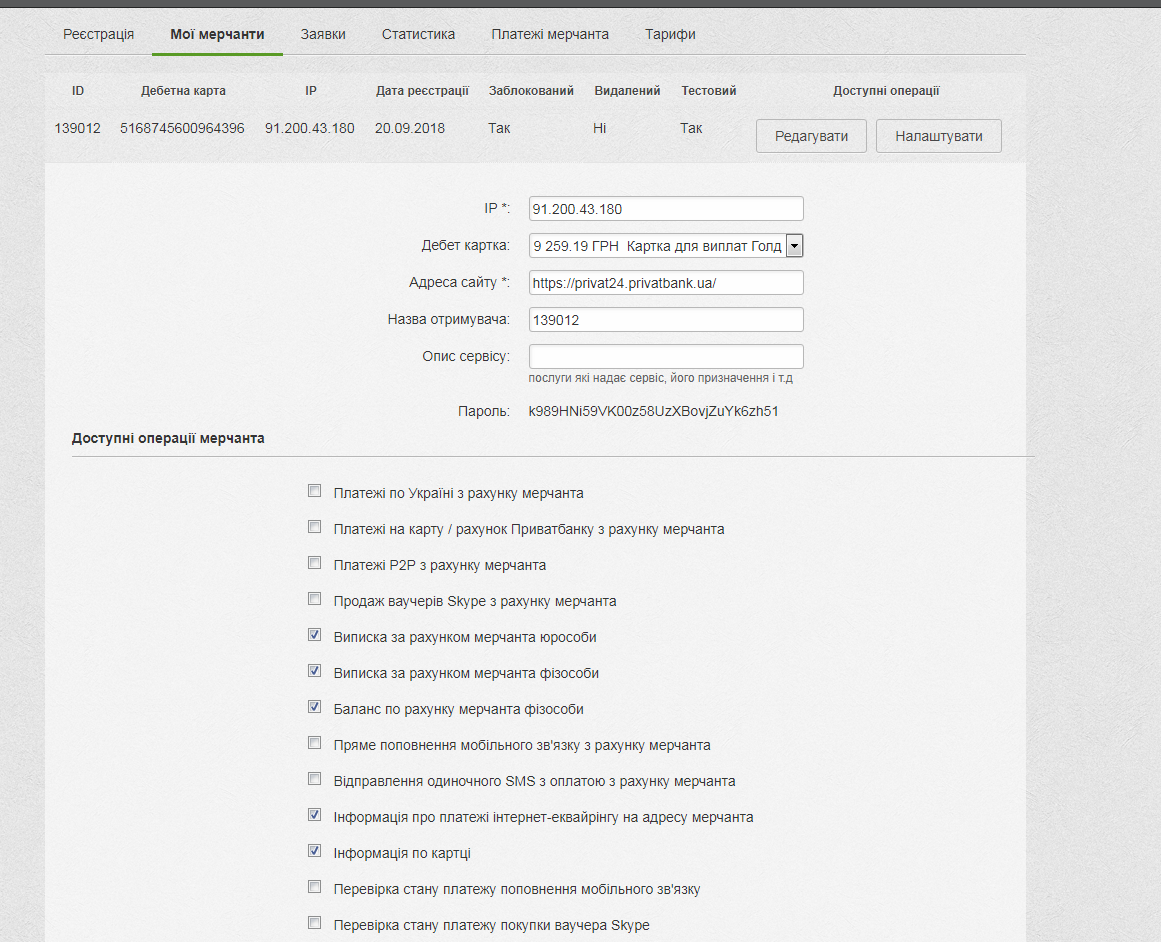 Реєстрація Мої мерчанти Заявки Статистика Платежі мерчанта Тарифи
ID Дебетна карта IP Дата реєстрації Заблокований Видалений Тестовий Доступні операції
139012 5168745600964396 91.200.43.180 20.09.2018 Так Ні Так Редагувати Налаштувати
IP *: 91.200.43.180
Дебет картка: 9 259.19 ГРН Картка для виплат Голд
Адреса сайту *: https://privat24.privatbank.ua/
Назва отримувача: 139012
Опис сервісу:
послуги які надає сервіс, його призначення і т.д
Пароль: k989HNi59VK00z58UzXBovjZuYk6zh51
Доступні операції мерчанта
Платежі по Україні з рахунку мерчанта
Платежі на карту / рахунок Приватбанку з рахунку мерчанта
Платежі P2P з рахунку мерчанта
Продаж ваучерів Skype з рахунку мерчанта
Виписка за рахунком мерчанта юрособи
Виписка за рахунком мерчанта фізособи
Баланс по рахунку мерчанта фізособи
Пряме поповнення мобільного зв'язку з рахунку мерчанта
Відправлення одиночного SMS з оплатою з рахунку мерчанта
Інформація про платежі інтернет-еквайрінгу на адресу мерчанта
Інформація по картці
Перевірка стану платежу поповнення мобільного зв'язку
Перевірка стану платежу покупки ваучера Skype